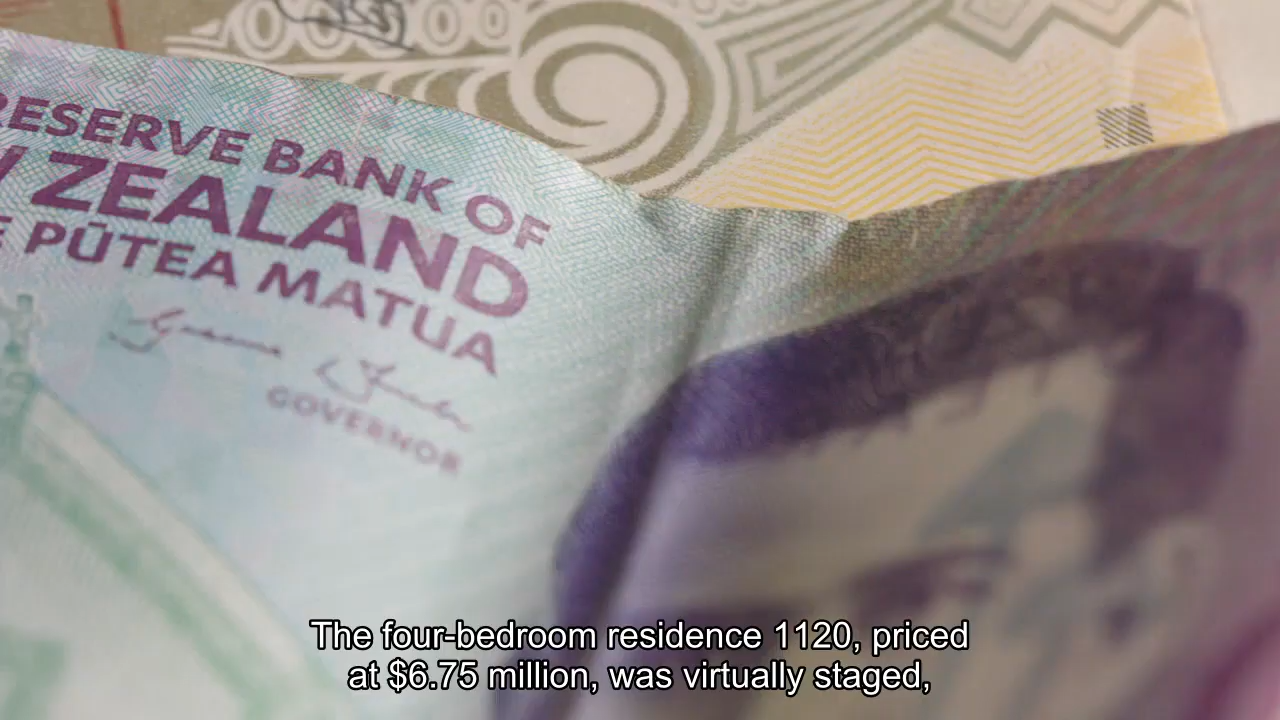 RESERVE BANK OF
ZEALAND
PŪTEA MATUA
GOVERNOR
The four-bedroom residence 1120, priced
at $6.75 million, was virtually staged,